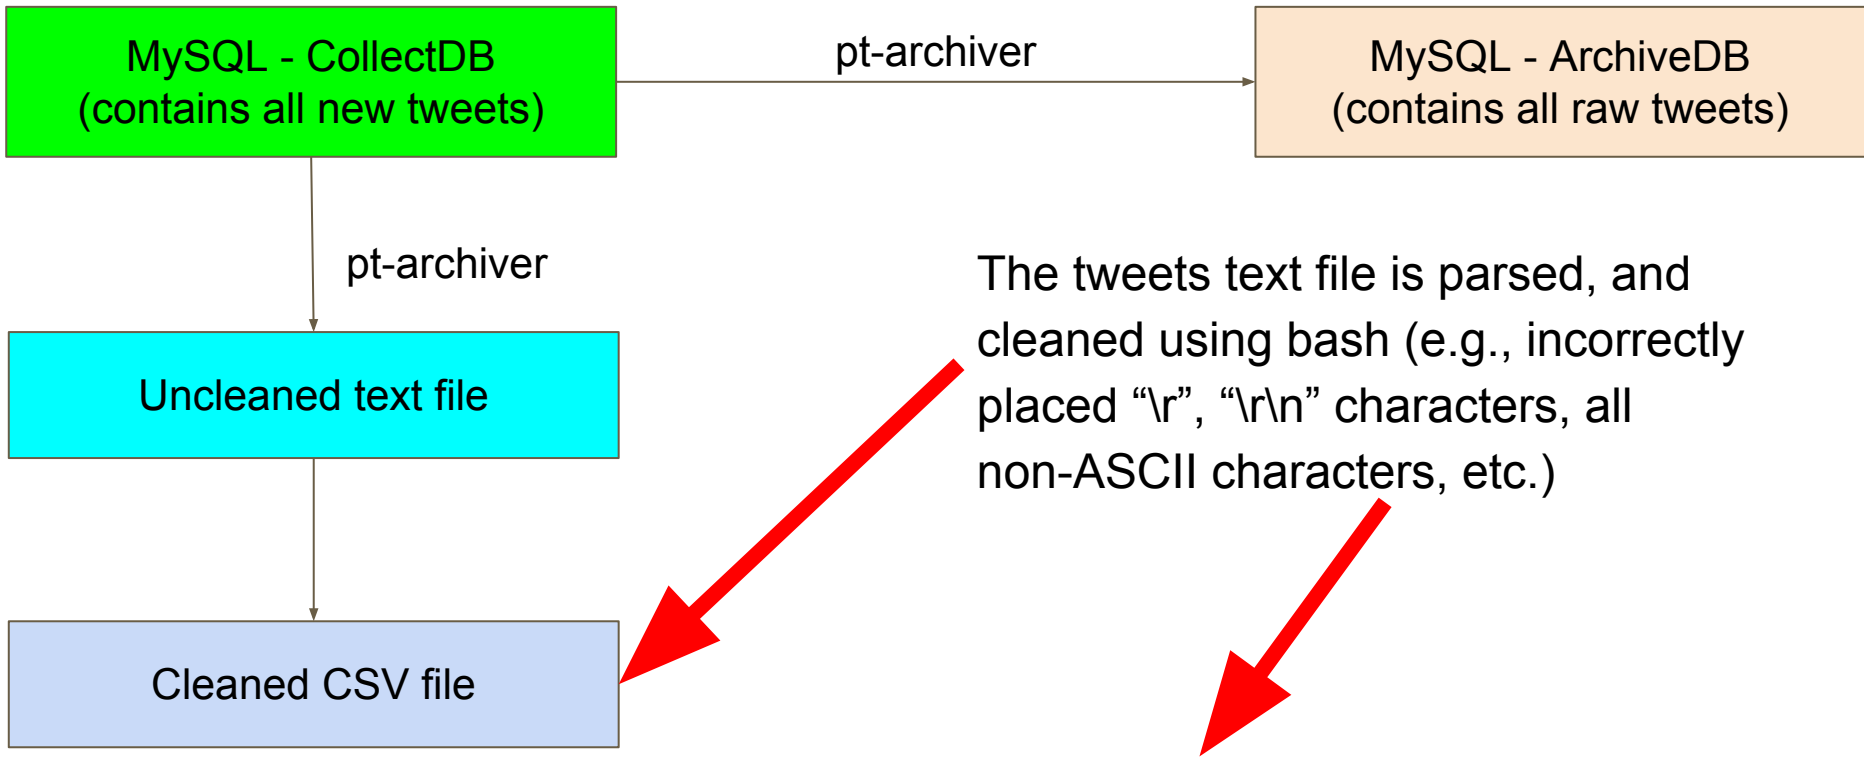 MySQL - CollectDB
(contains all new tweets)
pt-archiver
MySQL - ArchiveDB
(contains all raw tweets)
pt-archiver
The tweets text file is parsed, and
cleaned using bash (e.g., incorrectly
placed “\r”, “\r\n” characters, all
non-ASCII characters, etc.)
Uncleaned text file
Cleaned CSV file